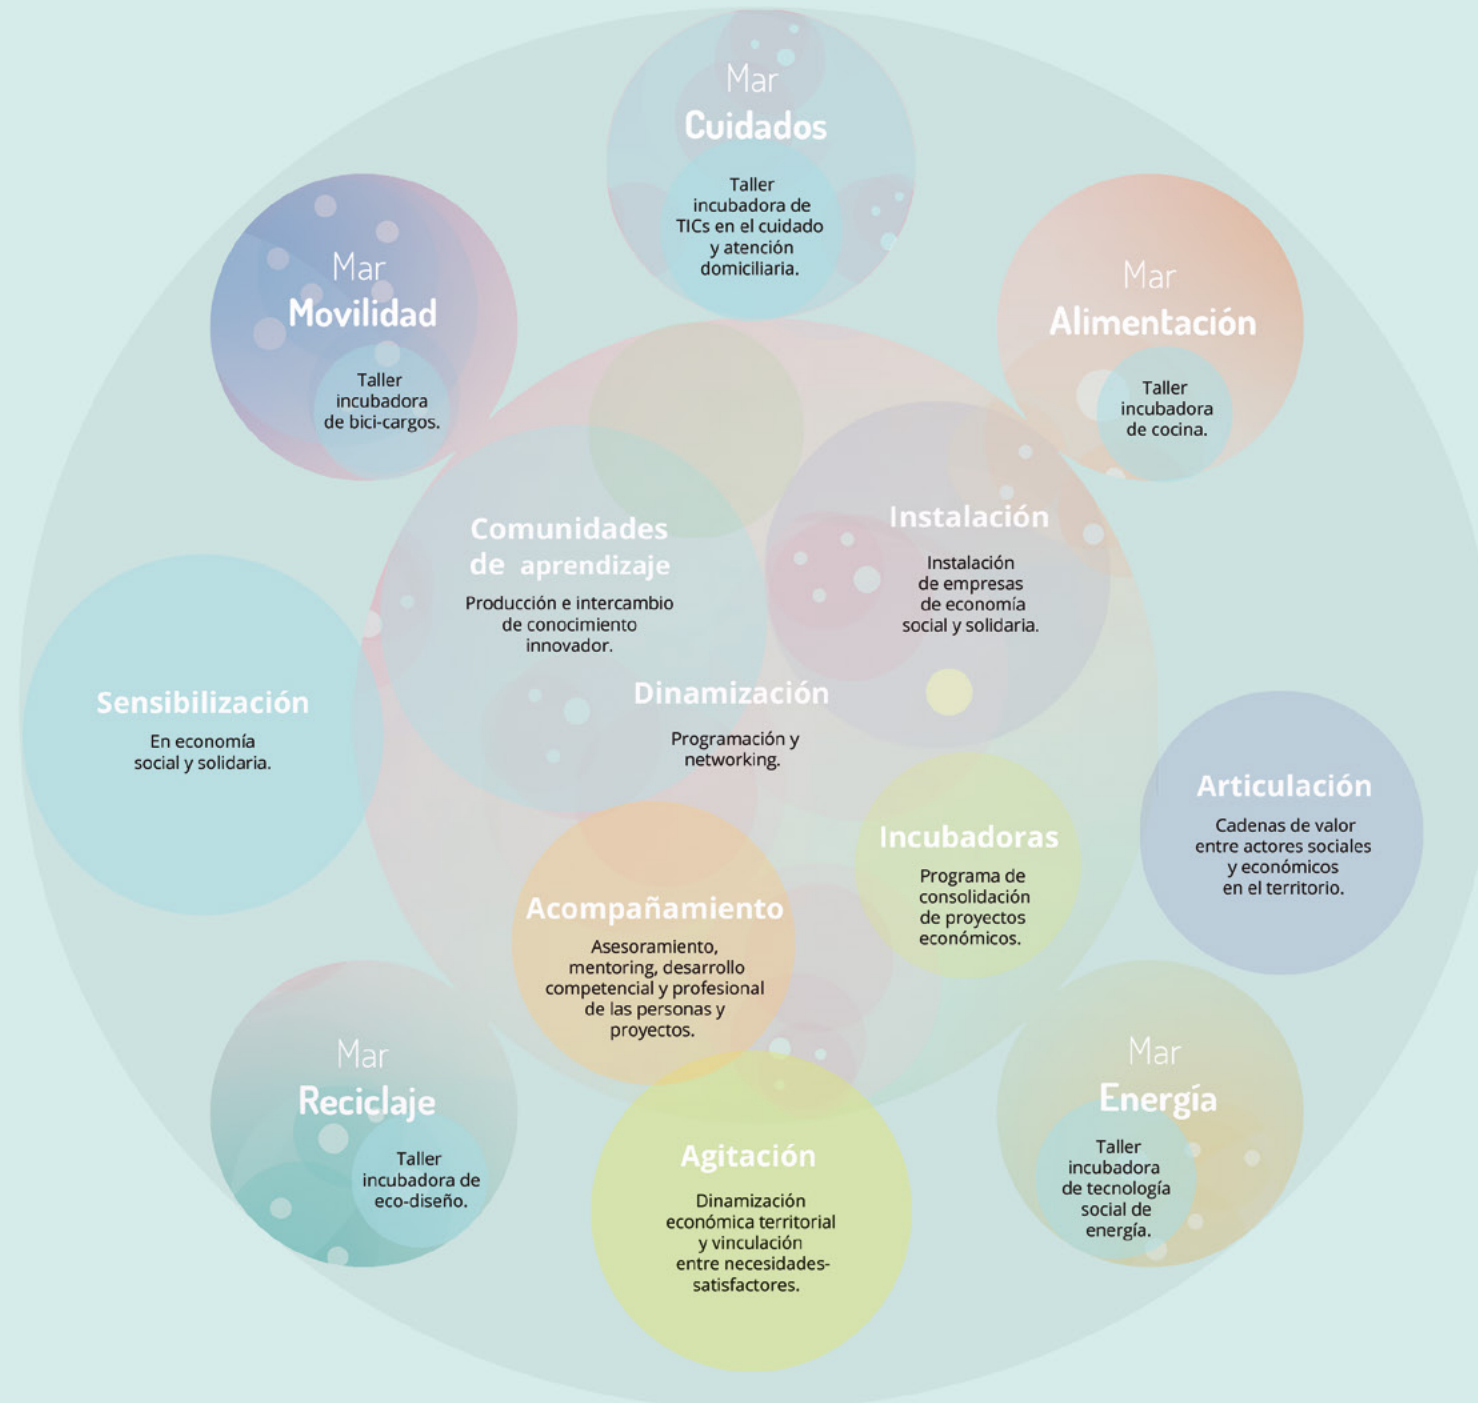 Mar
Cuidados
Taller
incubadora de
TICs en el cuidado
y atención
domiciliaria.
Mar
Movilidad
Taller
incubadora
de bici-cargos.
Mar
Alimentación
Taller
incubadora
de cocina.
Comunidades
de aprendizaje
Producción e intercambio
de conocimiento
innovador.
Instalación
Instalación
de empresas
de economía
social y solidaria.
Sensibilización
En economía
social y solidaria.
Dinamización
Programación y
networking.
Articulación
Cadenas de valor
entre actores sociales
y económicos
en el territorio.
Incubadoras
Programa de
consolidación
de proyectos
económicos.
Acompañamiento
Asesoramiento,
mentoring, desarrollo
competencial y profesional
de las personas y
proyectos.
Mar
Reciclaje
Taller
incubadora de
eco-diseño.
Agitación
Dinamización
económica territorial
y vinculación
entre necesidades-
satisfactores.
Mar
Energía
Taller
incubadora
de tecnología
social de
energía.